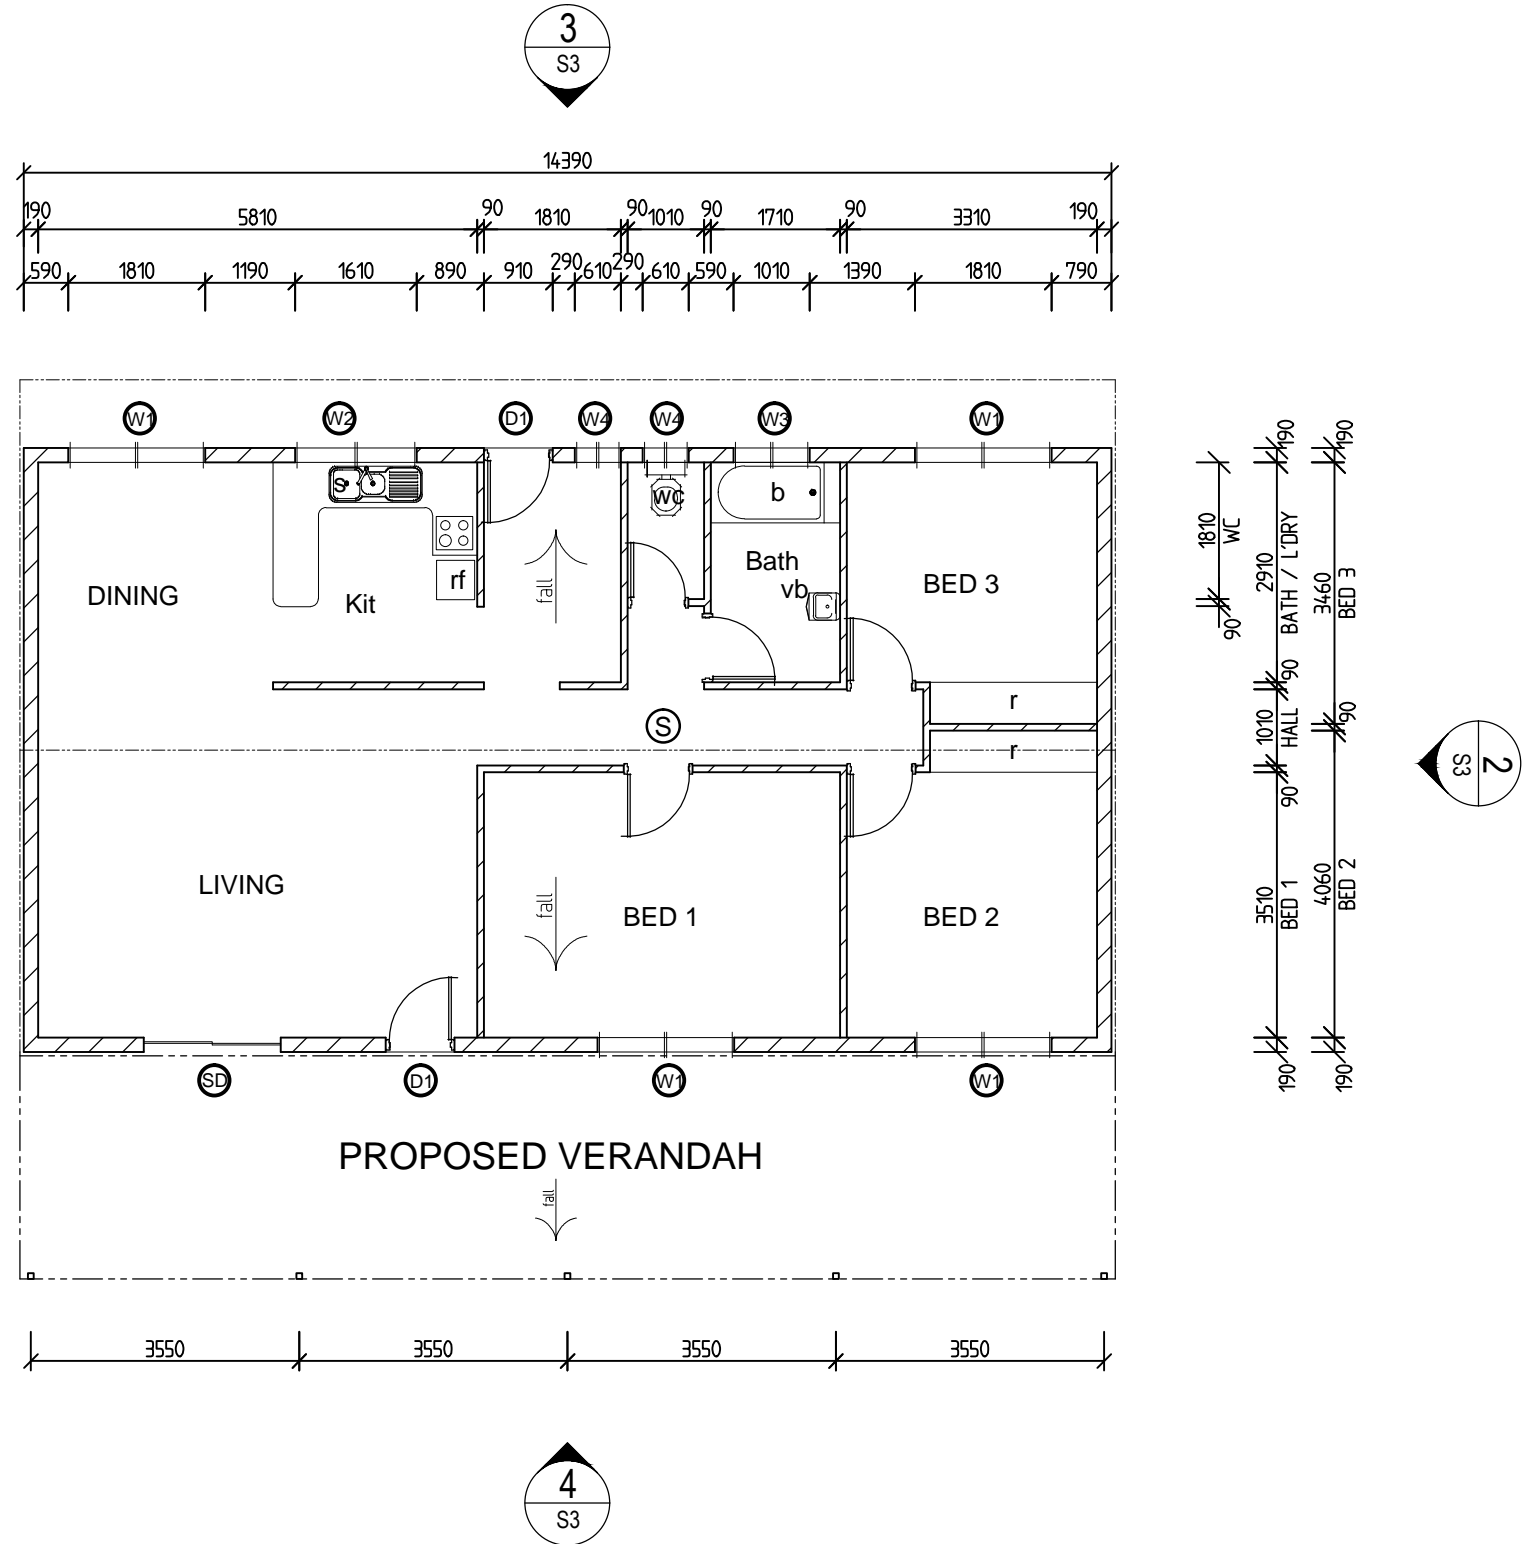 3
S3
14390
190 5810 90 1810 90 1010 90 1710 90 3310 190
590 1810 1190 1610 890 910 290 610 290 610 590 1010 1390 1810 790
W1 W2 D1 W4 W4 W3 W1
S wc b
DINING Kit rf fall Bath vb BED 3
r
S
r
LIVING fall BED 1 BED 2
SD D1 W1 W1
PROPOSED VERANDAH
fall
3550 3550 3550 3550
4
S3
1810 90
WC
190 2910 90 1010 90 3510 190
BATH / L'DRY HALL BED 1
190 3460 90 4060 190
BED 3 BED 2
2
S3